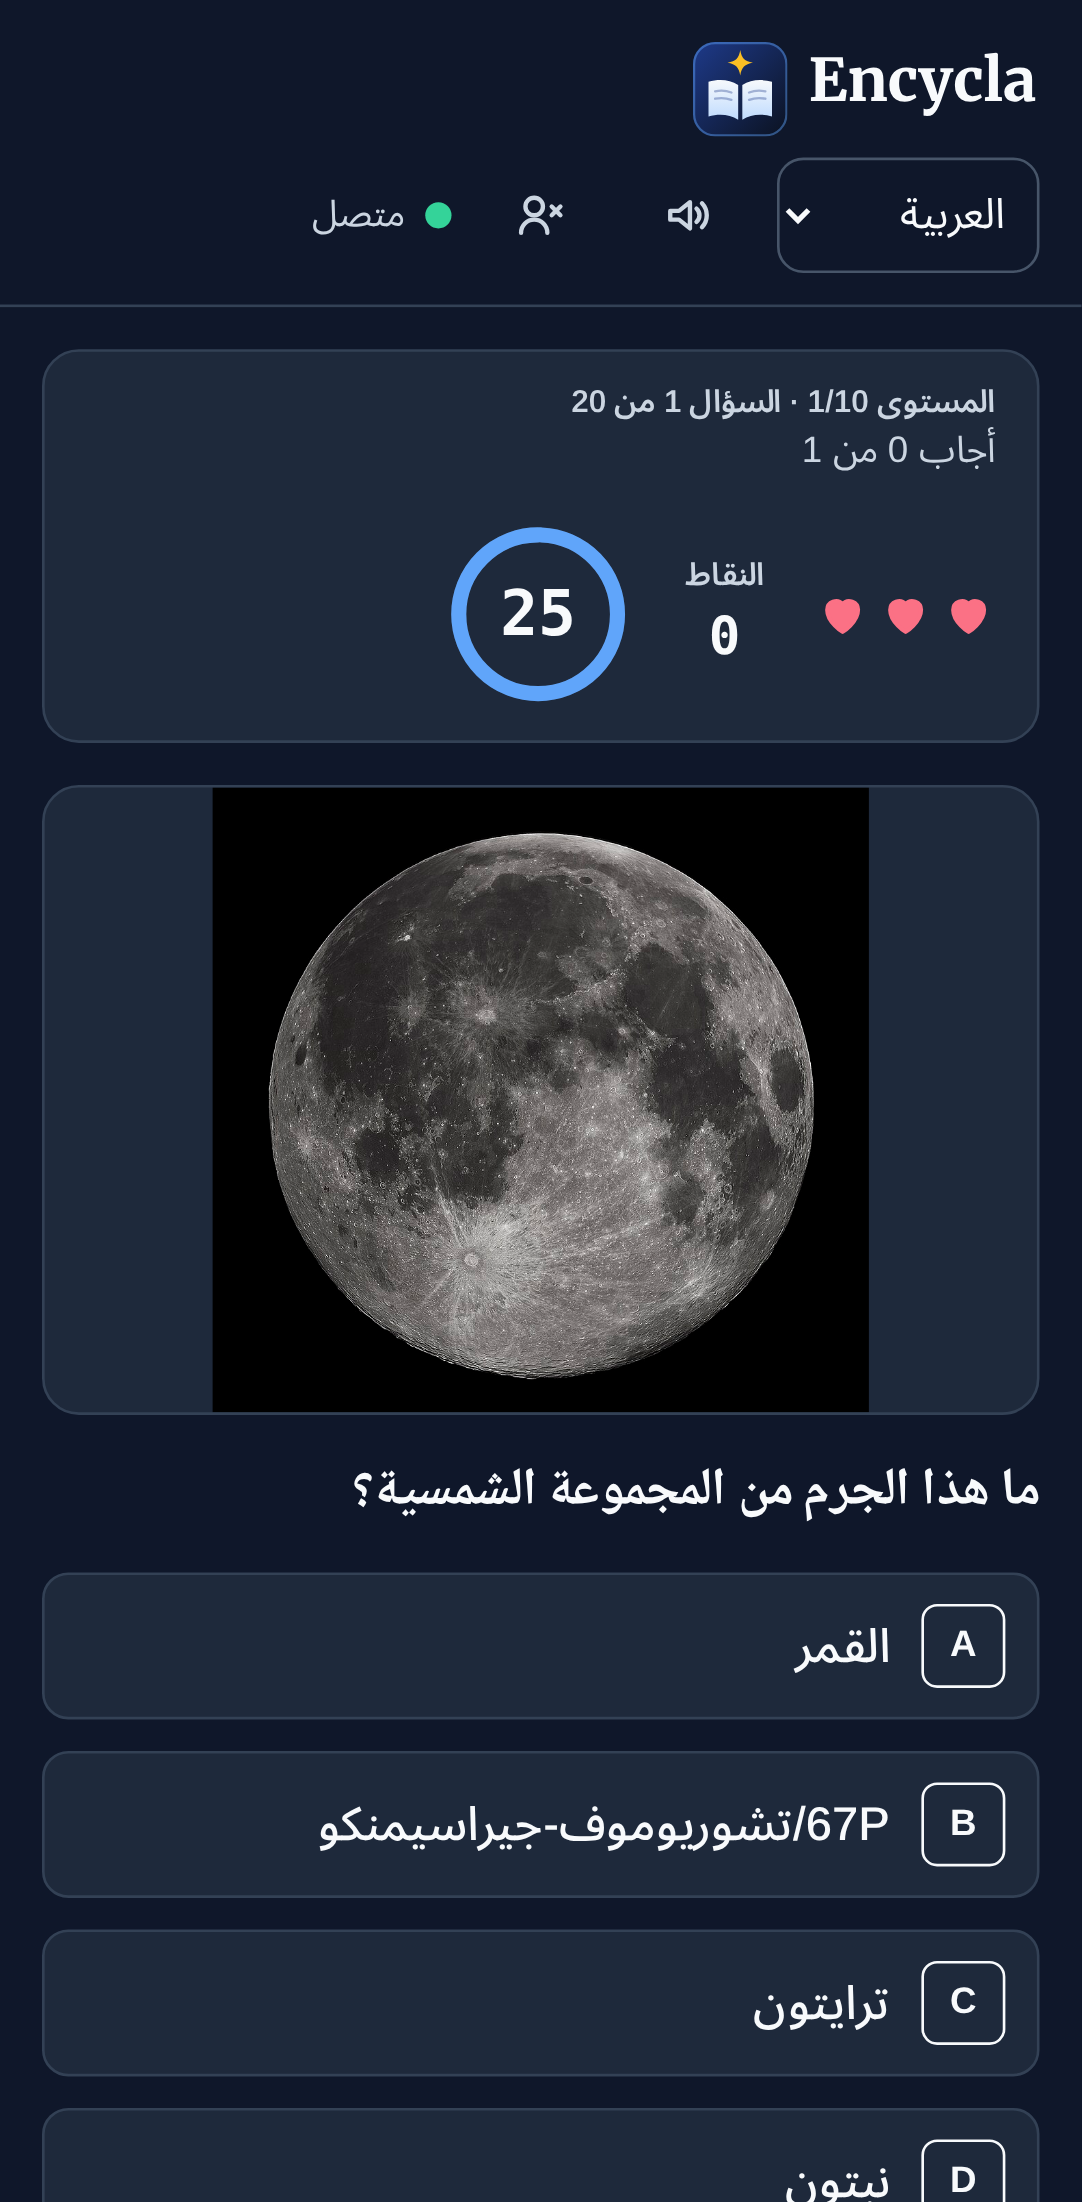 Encycla
العربية
متصل
المستوى 1/10 · السؤال 1 من 20
أجاب 0 من 1
النقاط
0
25
ما هذا الجرم من المجموعة الشمسية؟
A
القمر
B
67P/تشوريوموف-جيراسيمنكو
C
ترايتون
D
نبتون